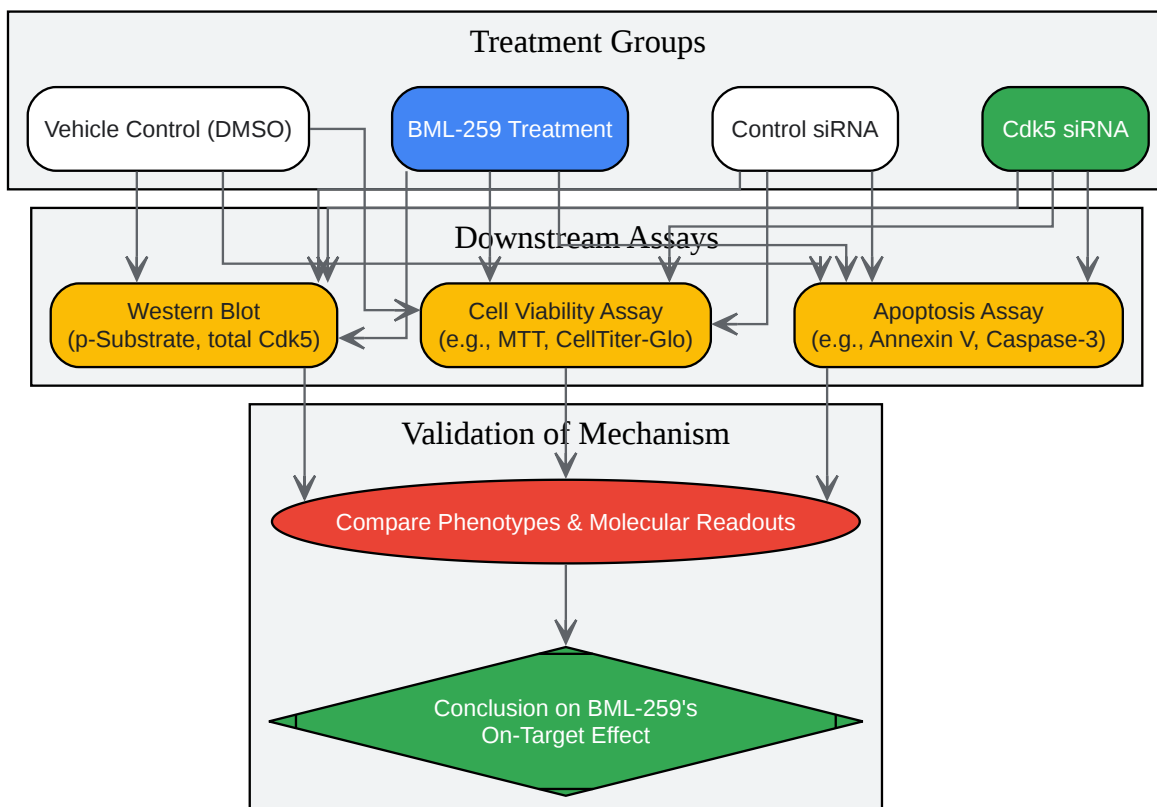 Treatment Groups
Vehicle Control (DMSO)
BML-259 Treatment
Control siRNA
Cdk5 siRNA
Downstream Assays
Western Blot
(p-Substrate, total Cdk5)
Cell Viability Assay
(e.g., MTT, CellTiter-Glo)
Apoptosis Assay
(e.g., Annexin V, Caspase-3)
Validation of Mechanism
Compare Phenotypes & Molecular Readouts
Conclusion on BML-259's
On-Target Effect